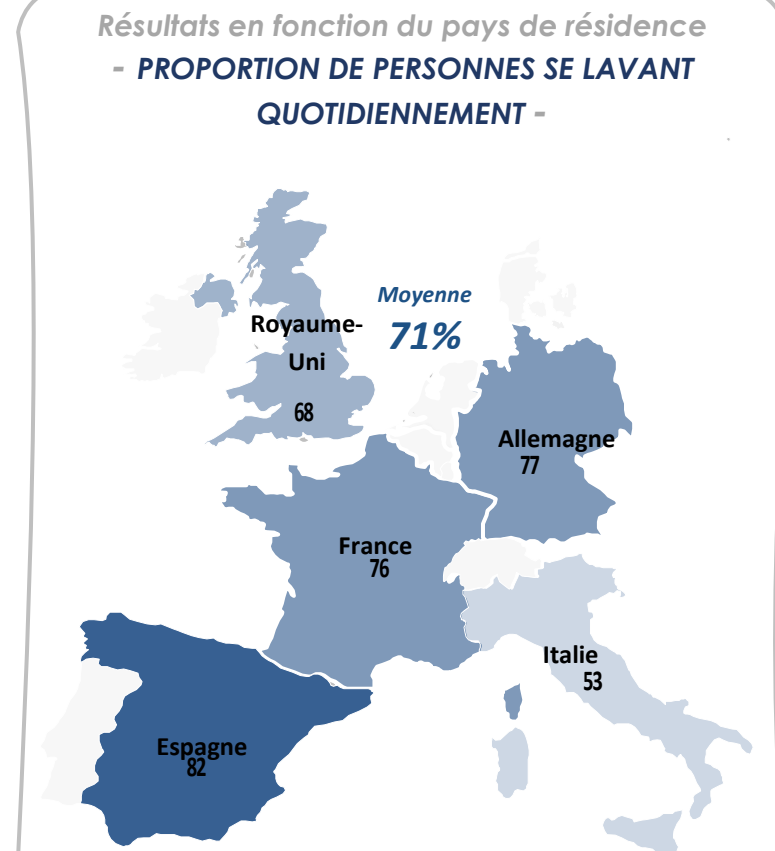 Résultats en fonction du pays de résidence
- PROPORTION DE PERSONNES SE LAVANT
QUOTIDIENNEMENT -
Moyenne
71%
Royaume-
Uni
68
Allemagne
77
France
76
Italie
53
Espagne
82